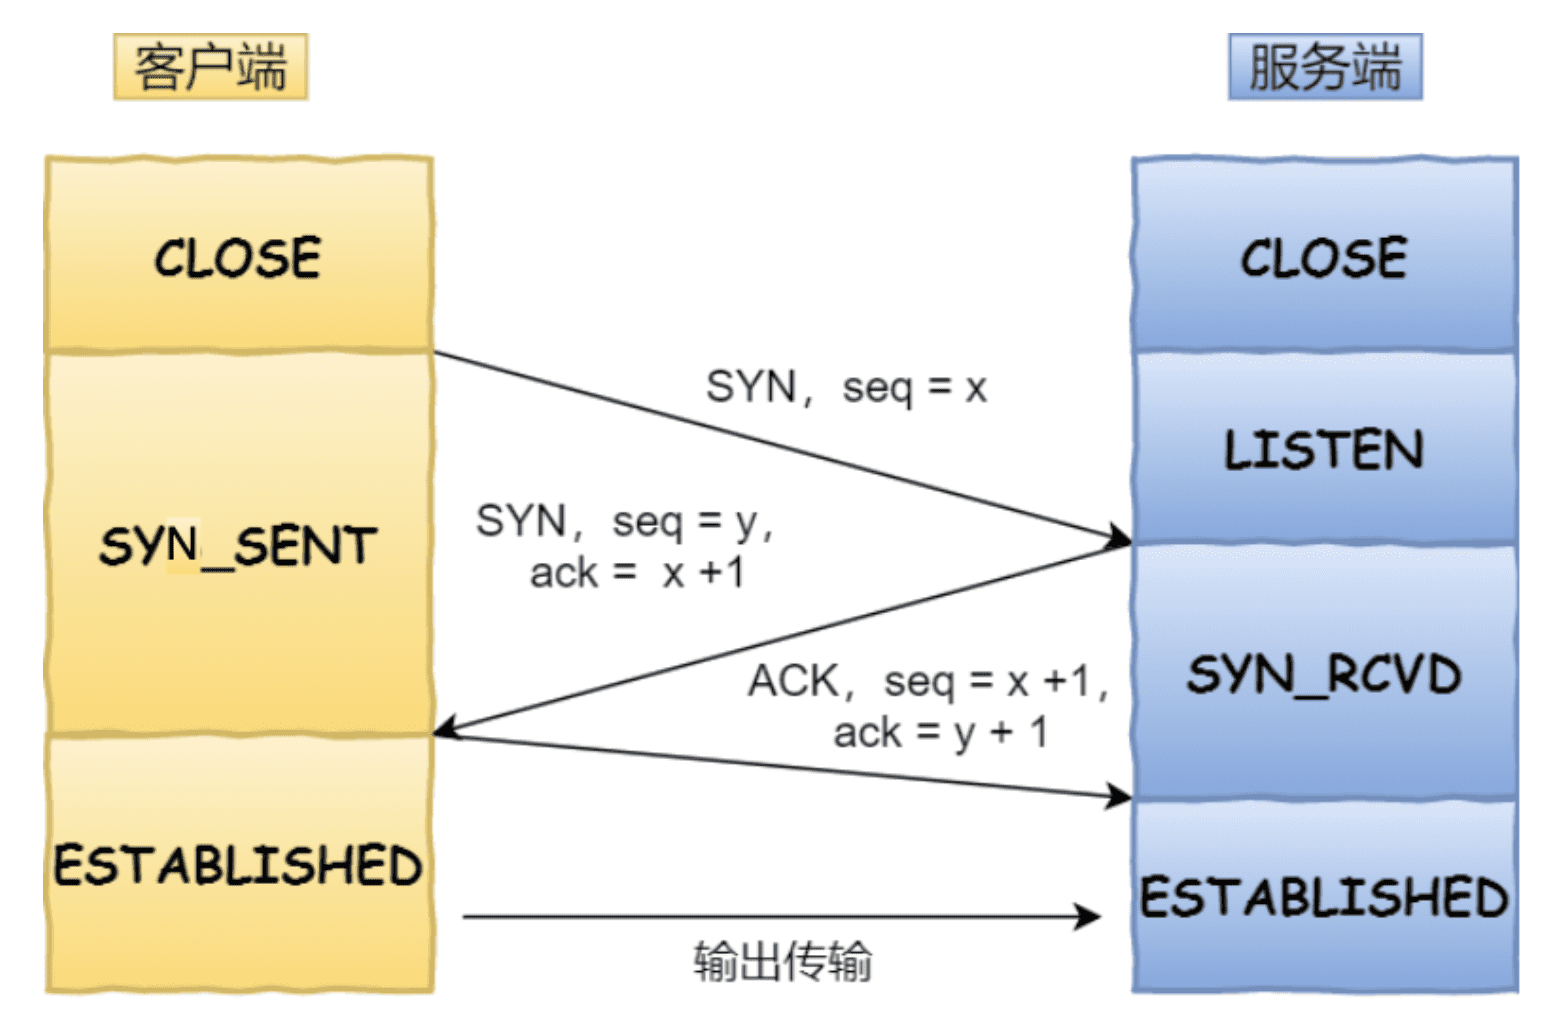 客户端
服务端
CLOSE
CLOSE
SYN，seq = x
LISTEN
SYN，seq = y,
ack =  x +1
SYN_SENT
ACK，seq = x +1,
ack = y + 1
SYN_RCVD
ESTABLISHED
ESTABLISHED
输出传输